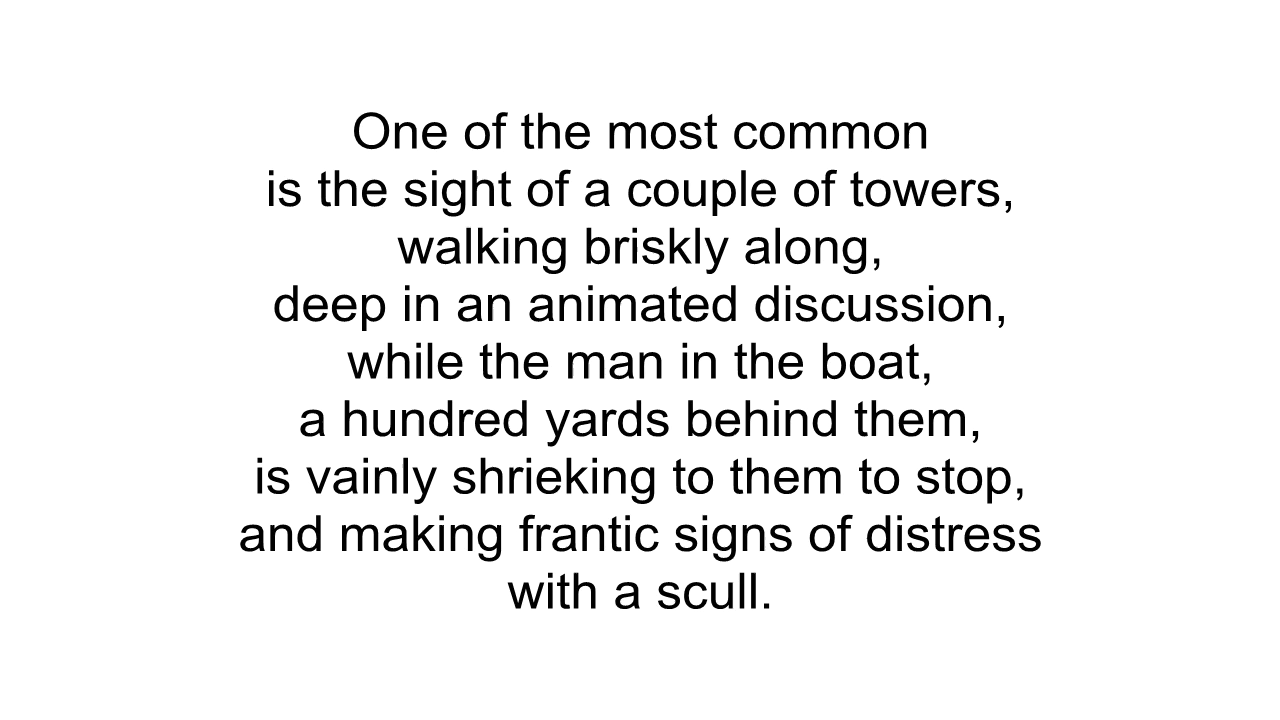 One of the most common
is the sight of a couple of towers,
walking briskly along,
deep in an animated discussion,
while the man in the boat,
a hundred yards behind them,
is vainly shrieking to them to stop,
and making frantic signs of distress
with a scull.